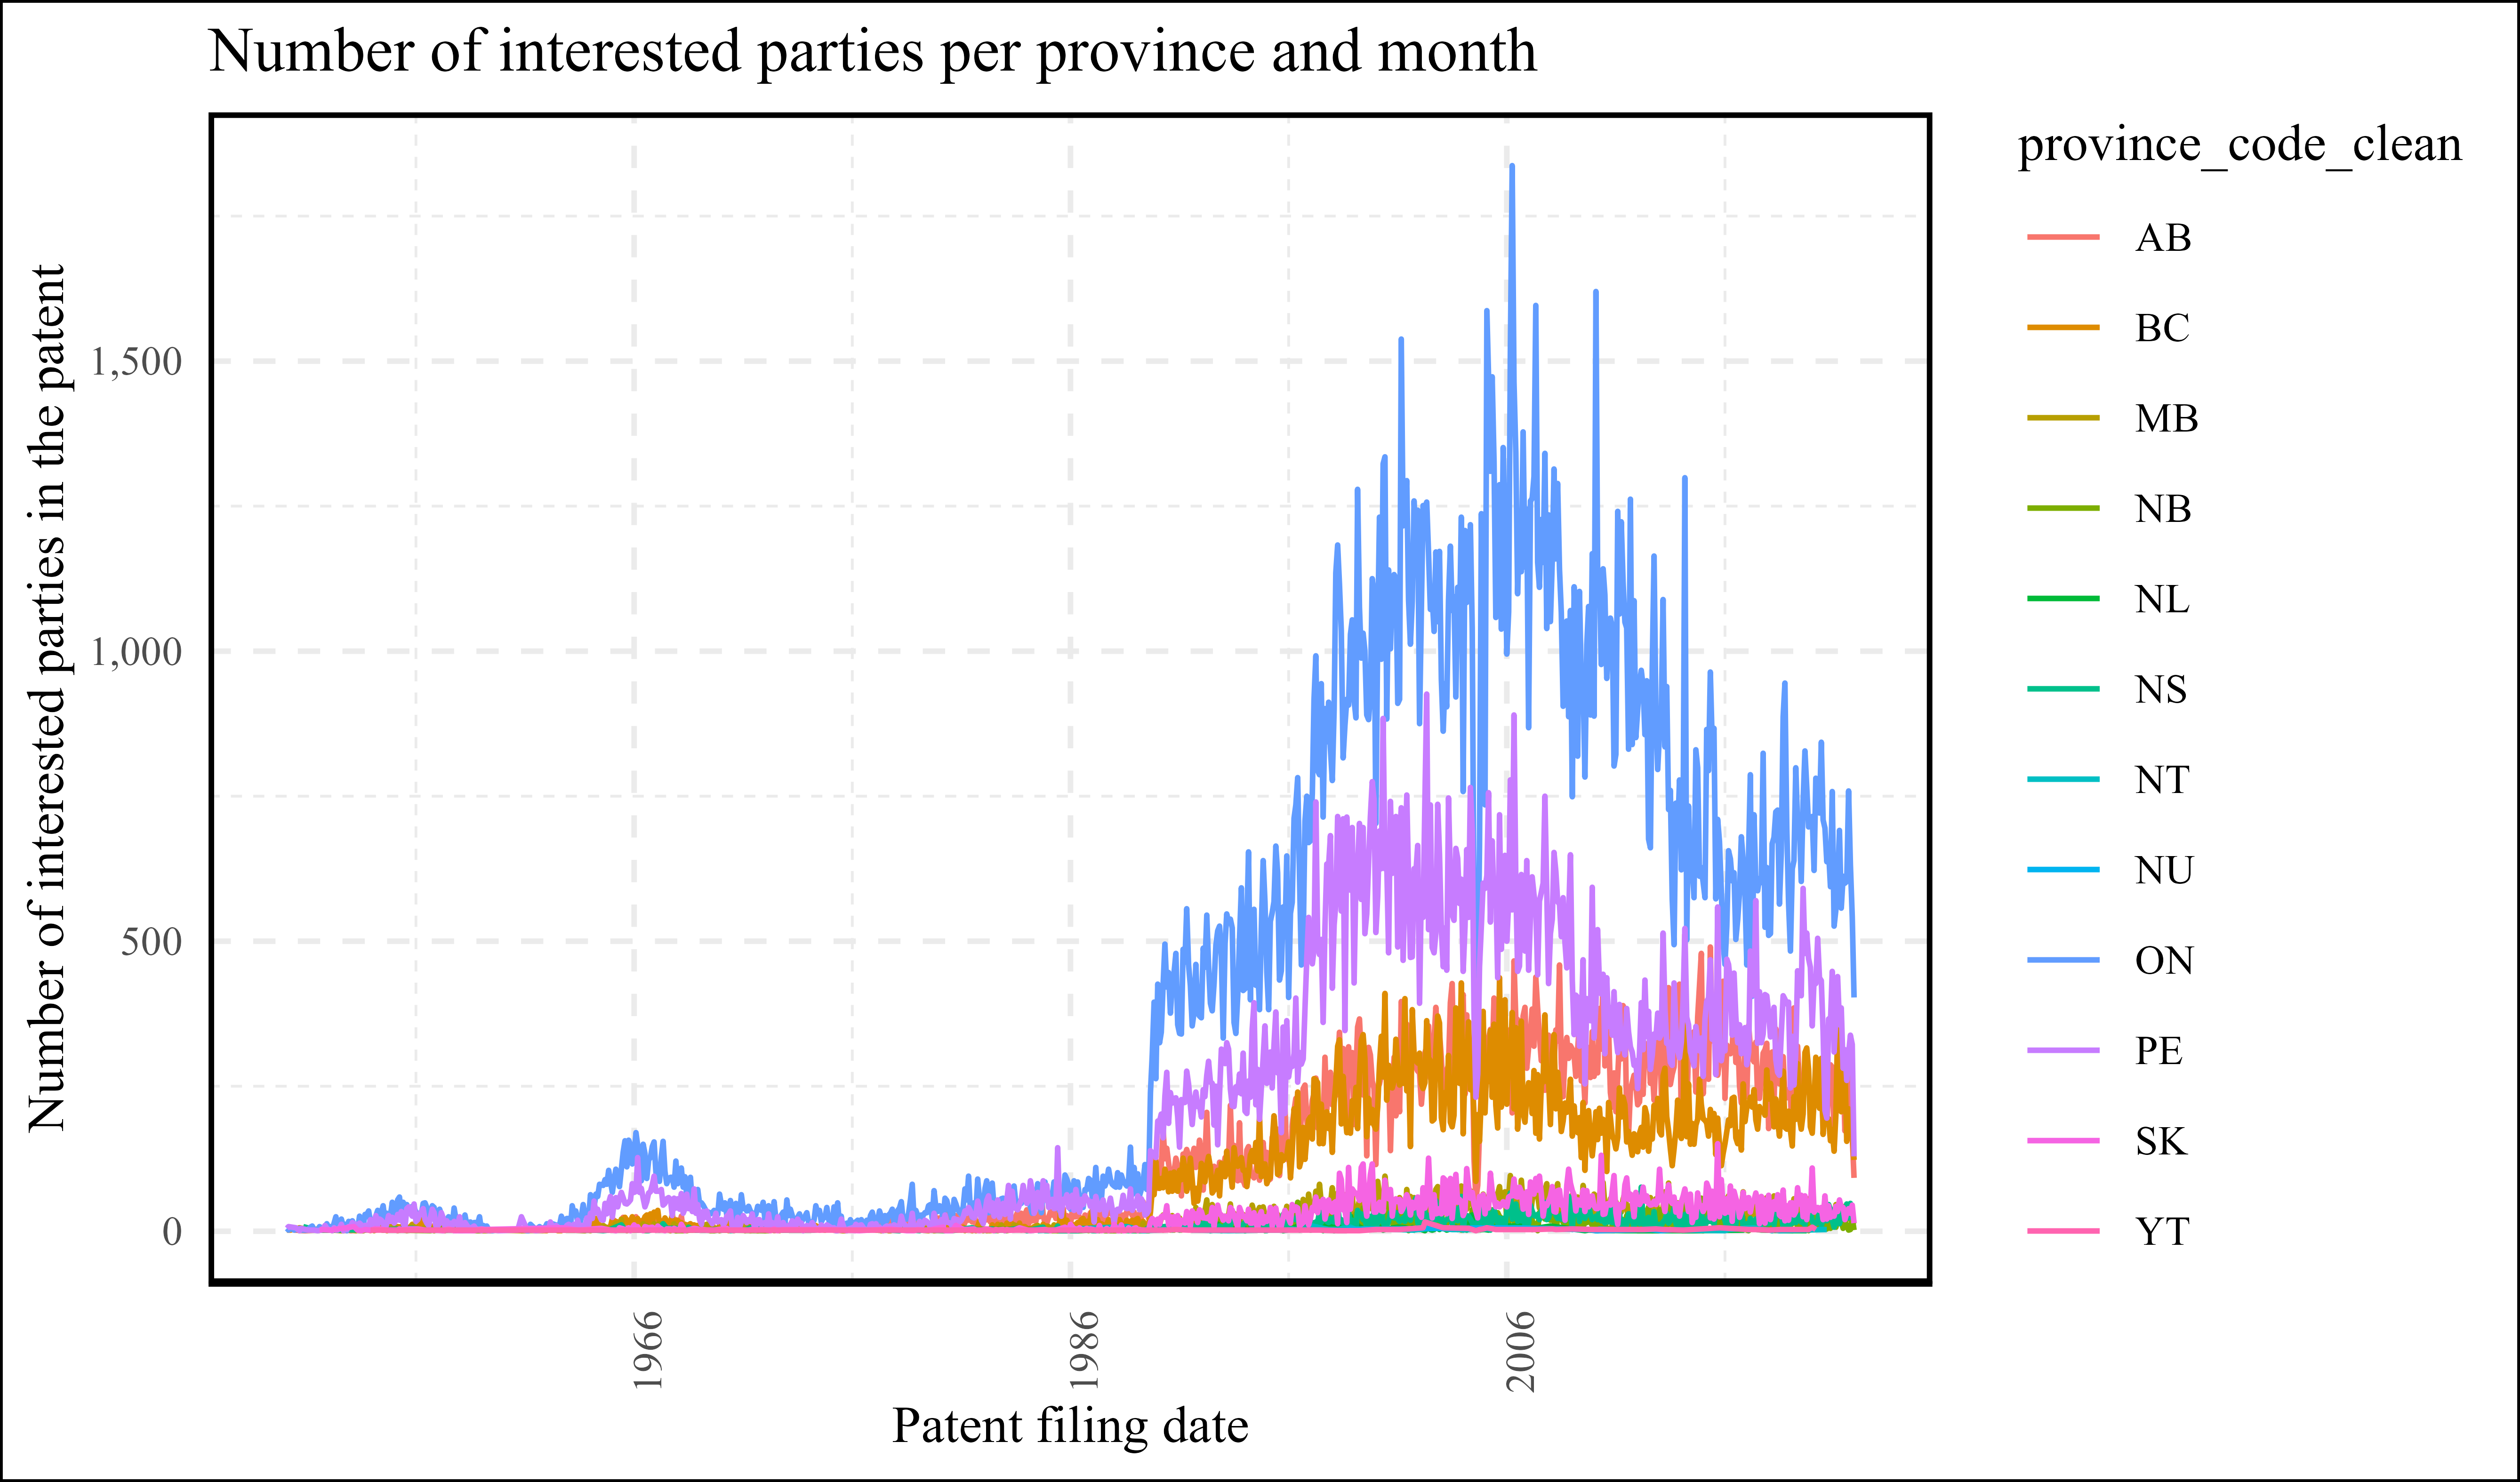 Number of interested parties per province and month
Number of interested parties in the patent
1,500
1,000
500
0
1966
1986
2006
Patent filing date
province_code_clean
AB
BC
MB
NB
NL
NS
NT
NU
ON
PE
SK
YT